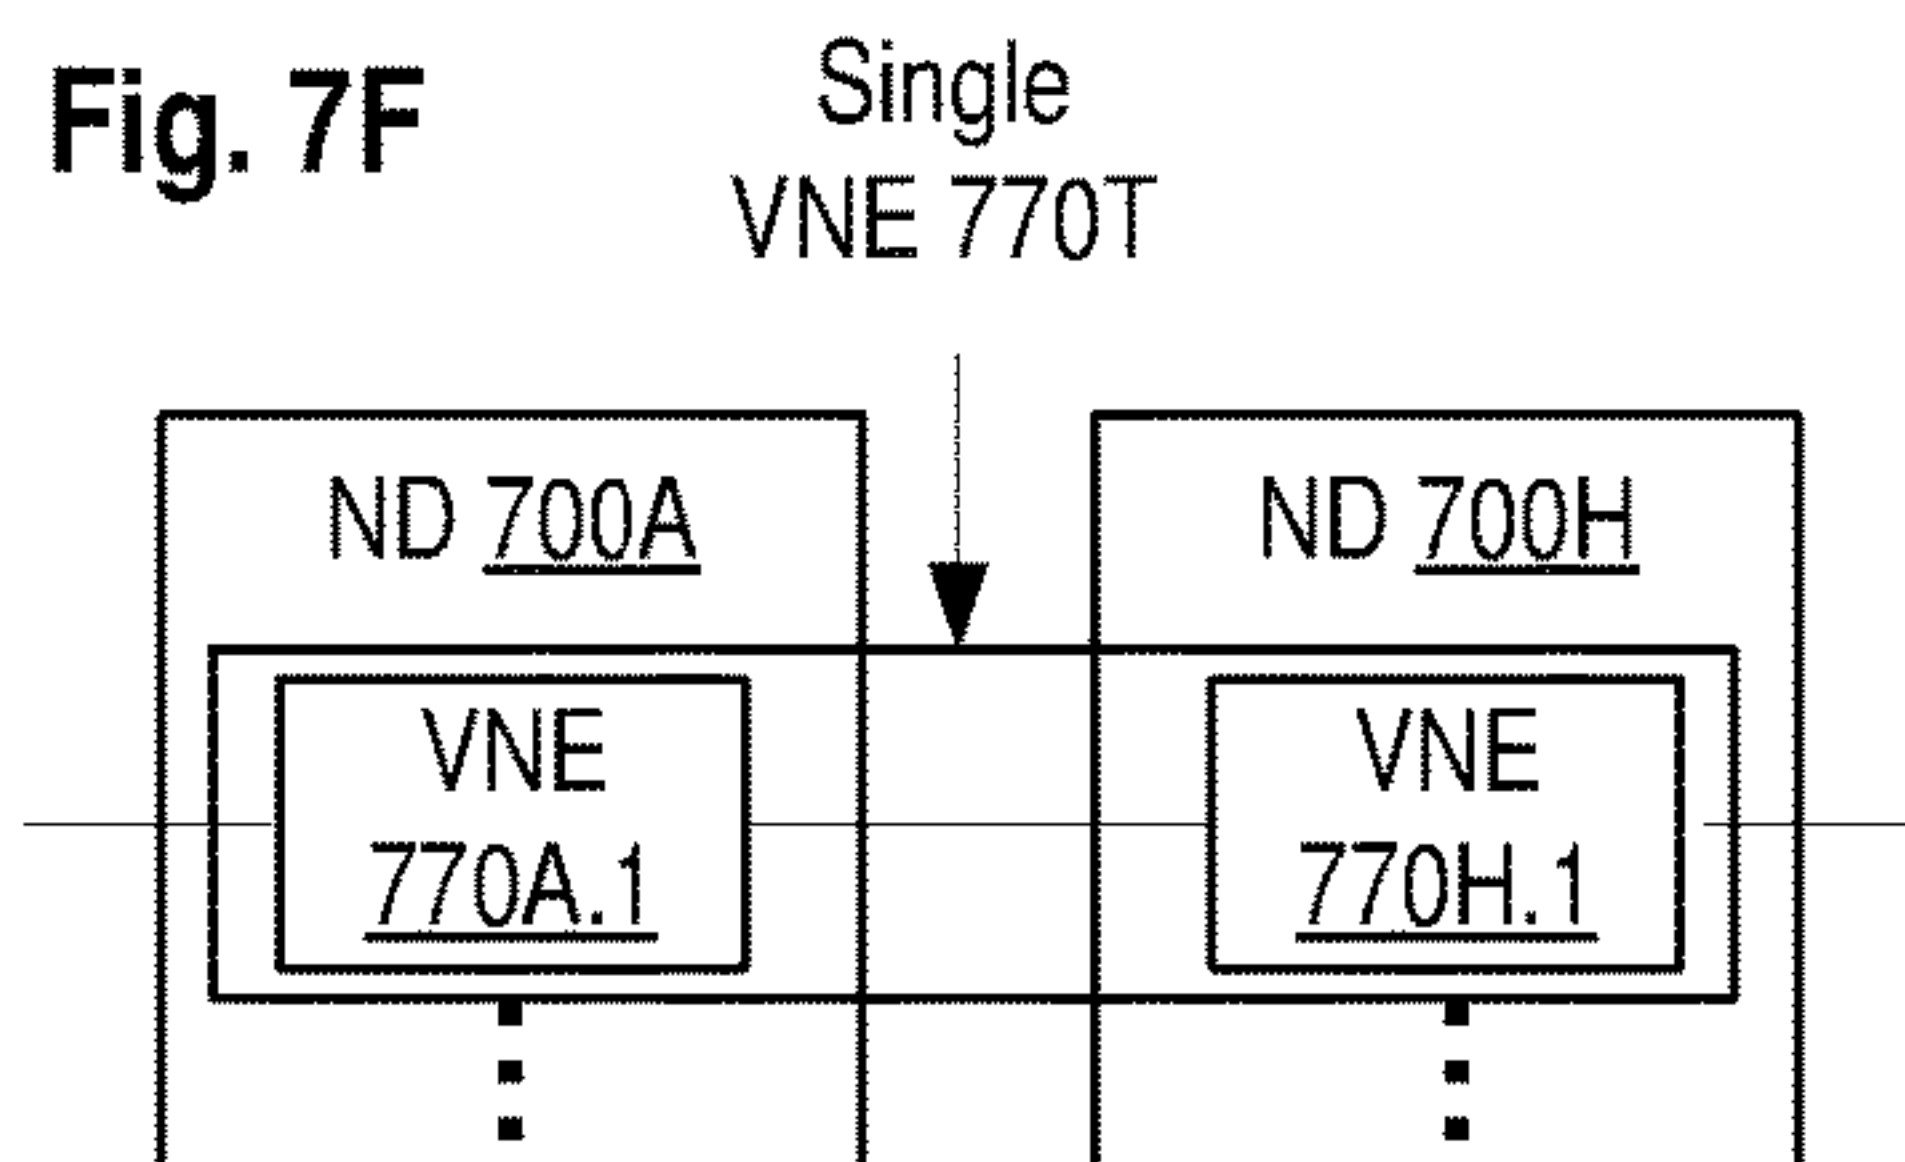 Fig. 7F
Single
VNE 770T
ND 700A
ND 700H
VNE
770A.1
VNE
770H.1